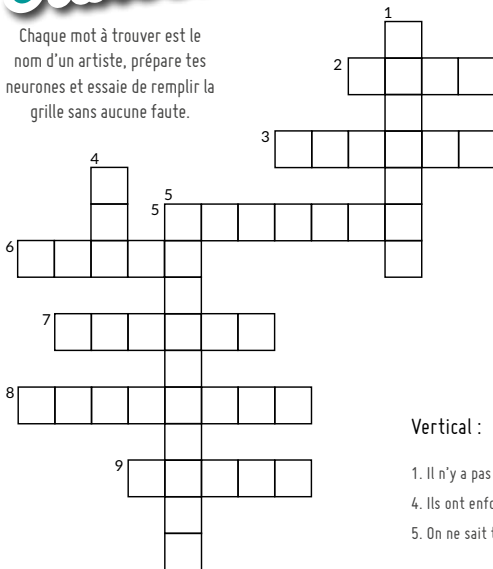 Chaque mot à trouver est le
nom d'un artiste, prépare tes
neurones et essaie de remplir la
grille sans aucune faute.
1
2
3
4
5
5
6
7
8
9
Vertical :
1. Il n'y a pas
4. Ils ont
5. On ne sait